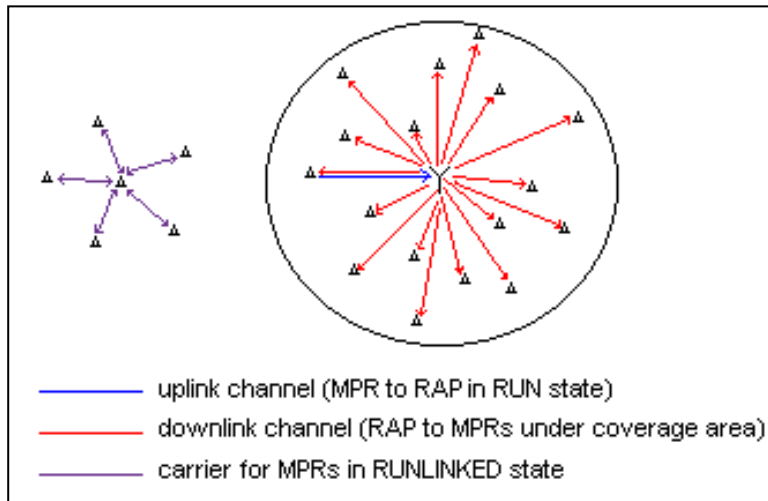 uplink channel (MPR to RAP in RUN state)
downlink channel (RAP to MPRs under coverage area)
carrier for MPRs in RUNLINKED state